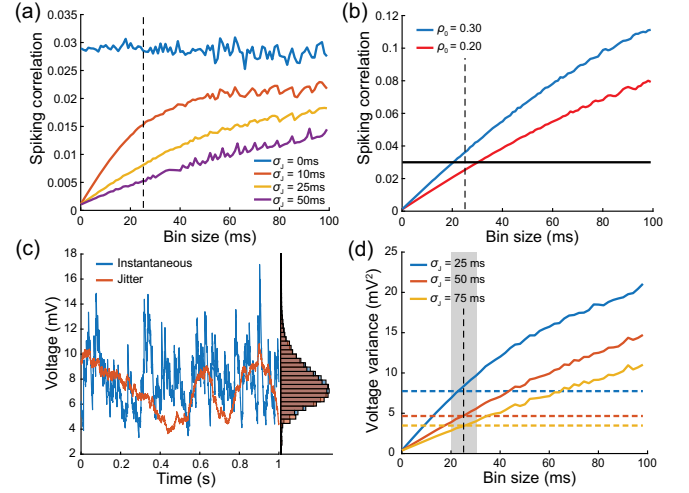 (a)
Spiking correlation
0.035
0.03
0.025
0.02
0.015
0.01
0.005
0
0 20 40 60 80 100
Bin size (ms)
σJ = 0ms
σJ = 10ms
σJ = 25ms
σJ = 50ms
(b)
Spiking correlation
0.12
0.1
0.08
0.06
0.04
0.02
0
0 20 40 60 80 100
Bin size (ms)
ρ0 = 0.30
ρ0 = 0.20
(c)
Voltage (mV)
18
16
14
12
10
8
6
4
2
0 0.2 0.4 0.6 0.8 1
Time (s)
Instantaneous
Jitter
(d)
Voltage variance (mV²)
25
20
15
10
5
0
0 20 40 60 80 100
Bin size (ms)
σJ = 25 ms
σJ = 50 ms
σJ = 75 ms